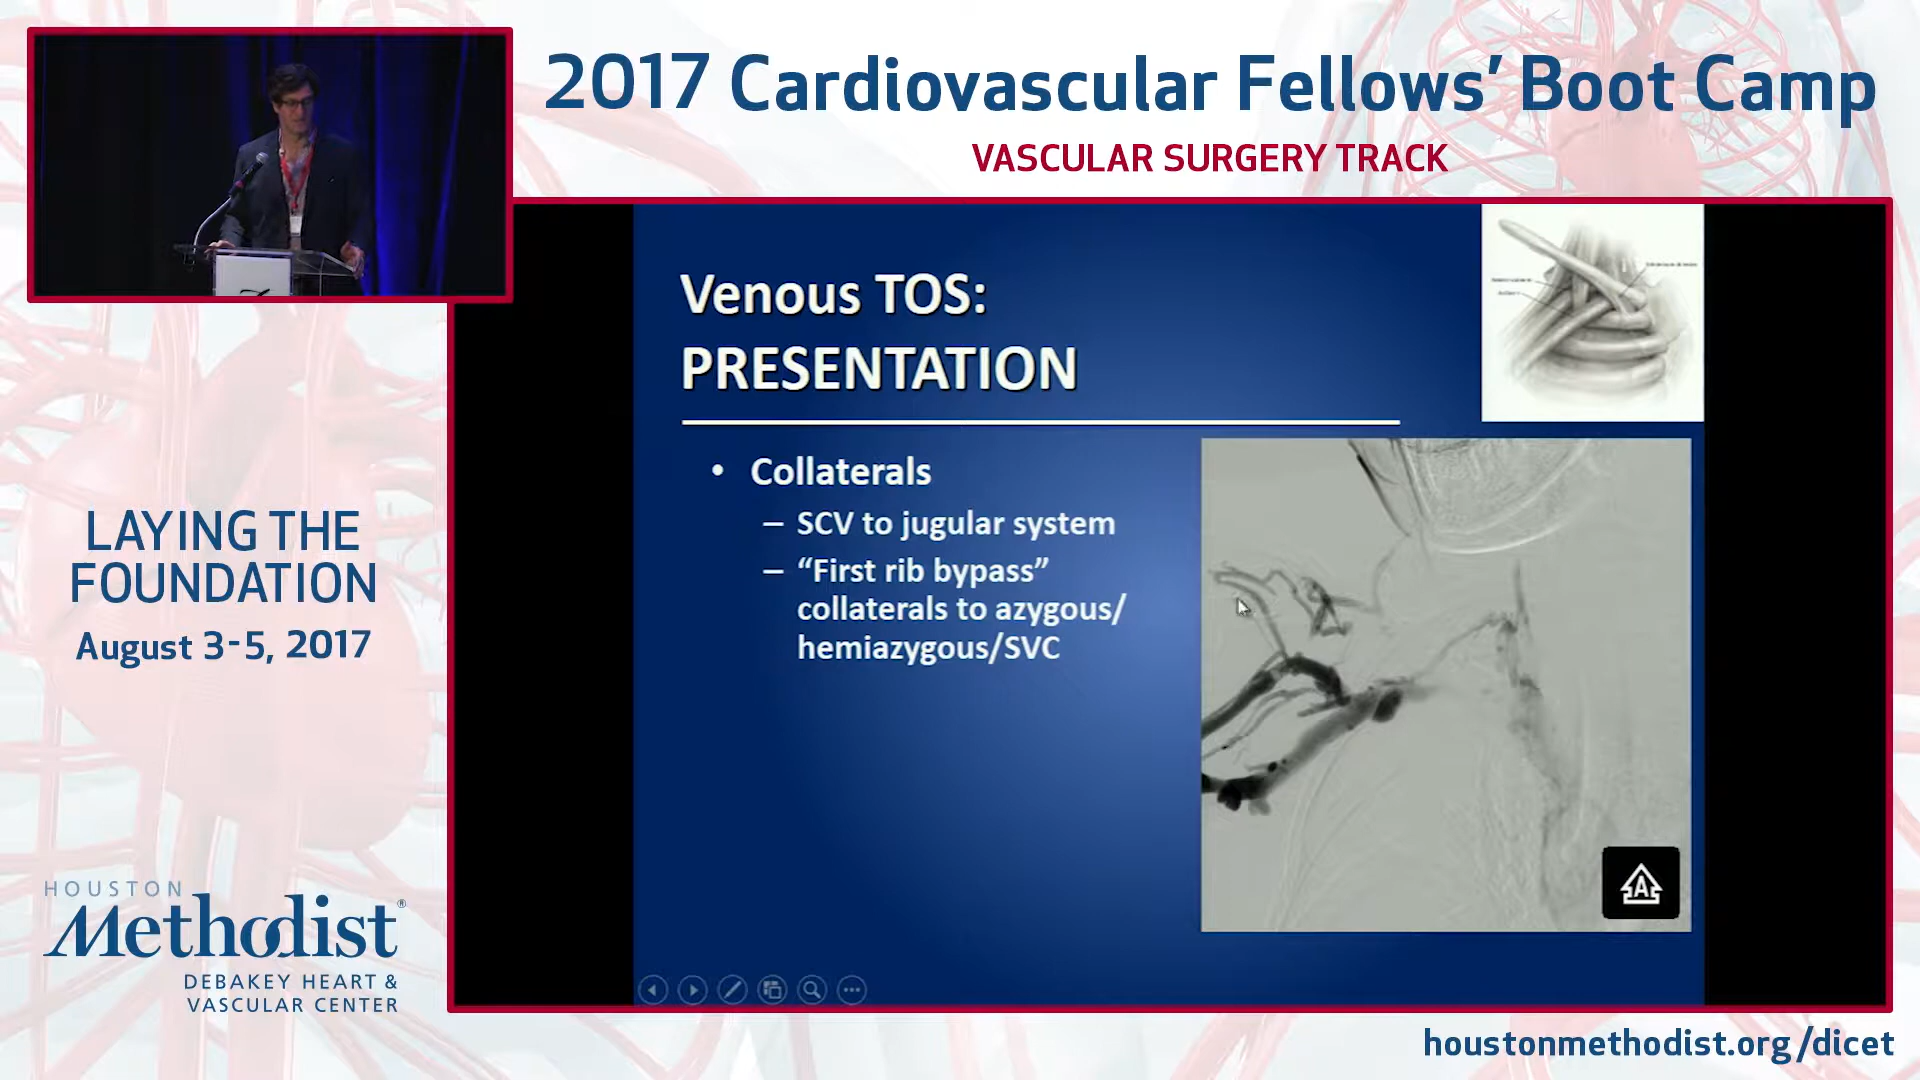 2017 Cardiovascular Fellows’ Boot Camp
VASCULAR SURGERY TRACK
Venous TOS:
PRESENTATION
• Collaterals
– SCV to jugular system
– “First rib bypass”
collaterals to azygous/
hemiazygous/SVC
A
LAYING THE
FOUNDATION
August 3-5, 2017
HOUSTON
Methodist®
DEBAKEY HEART &
VASCULAR CENTER
houstonmethodist.org/dicet